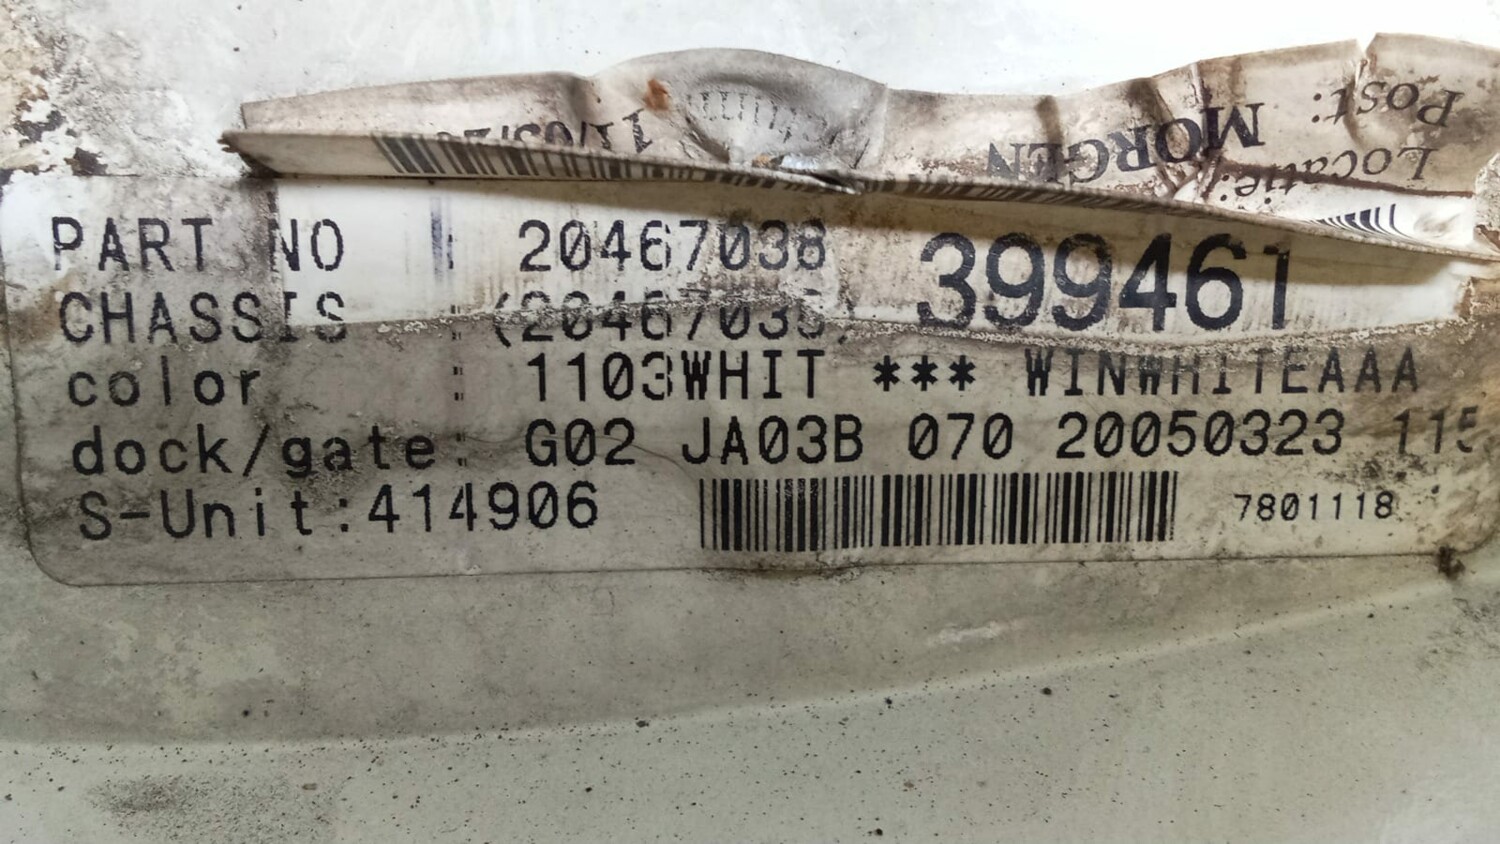 Post:
Locatie:
MORGEN
PART NO : 20467038 399461
CHASSIS : (20467038)
color : 1103WHIT *** WINWHITEAAA
dock/gate: G02 JA03B 070 20050323 115
S-Unit:414906 7801118